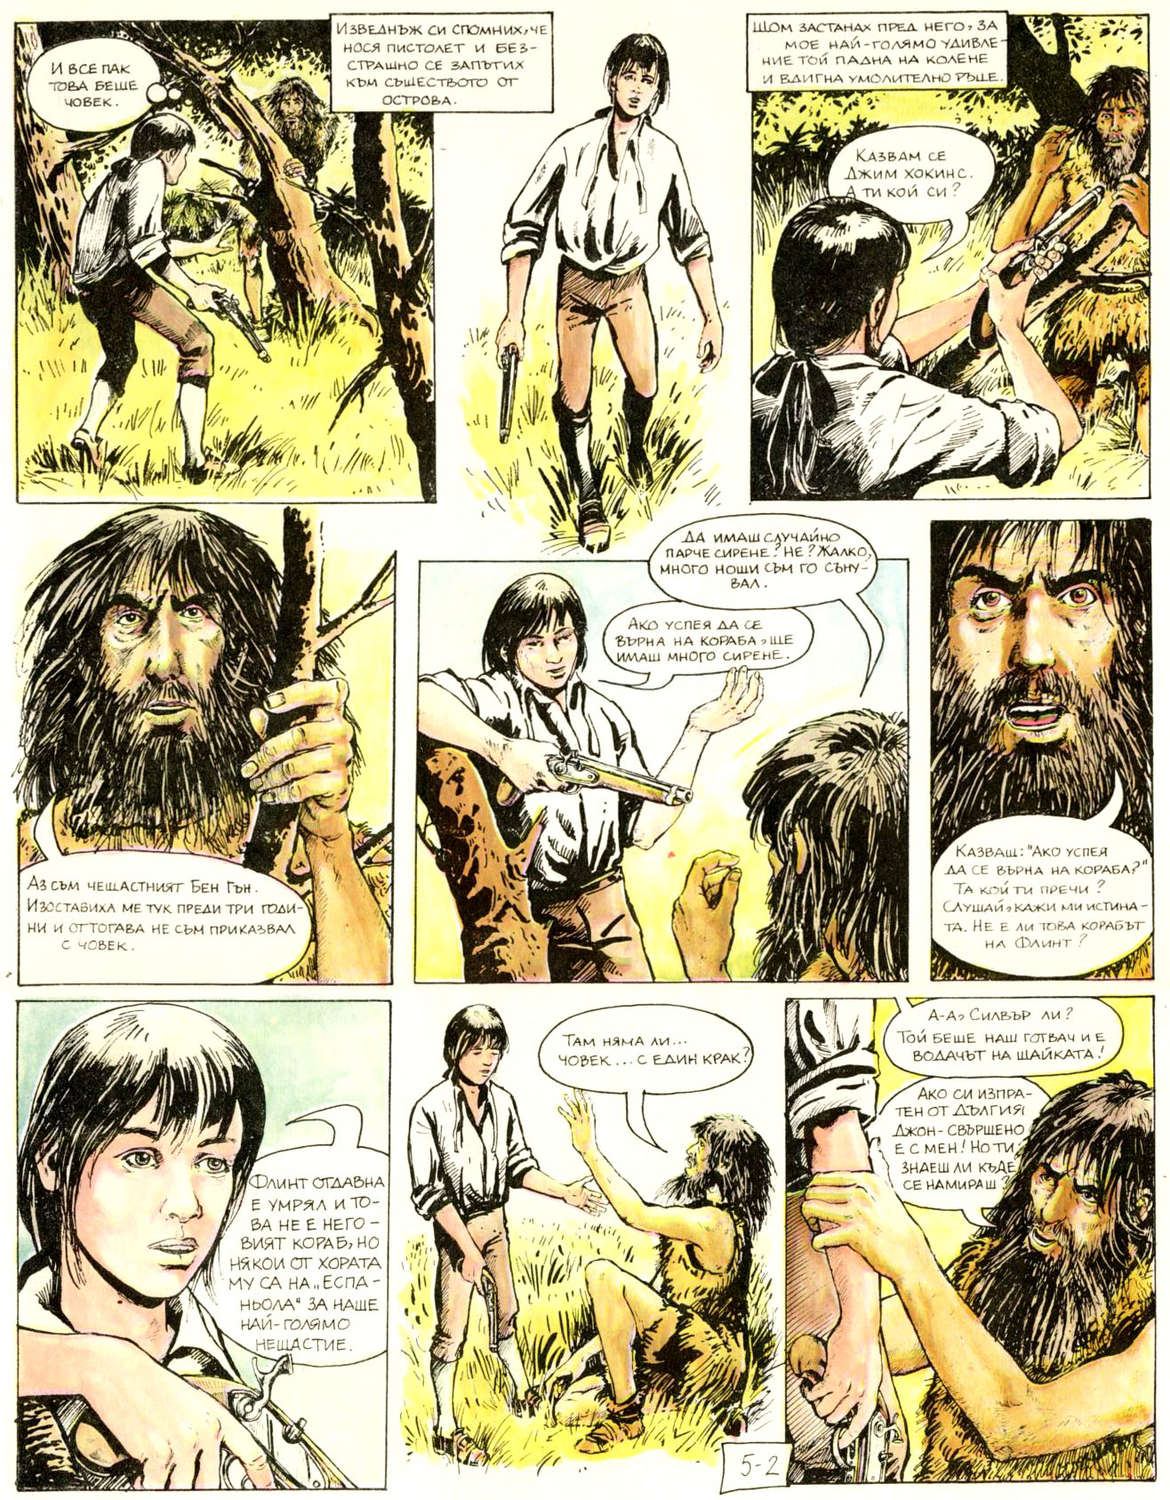 И ВСЕ ПАК
ТОВА БЕШЕ
ЧОВЕК.
ИЗВЕДНЪЖ СИ СПОМНИХ, ЧЕ
НОСЯ ПИСТОЛЕТ И БЕЗ-
СТРАШНО СЕ ЗАПЪТИХ
КЪМ СЪЩЕСТВОТО ОТ
ОСТРОВА.
ЩОМ ЗАСТАНАХ ПРЕД НЕГО, ЗА
МОЕ НАЙ-ГОЛЯМО УДИВЛЕ-
НИЕ ТОЙ ПАДНА НА КОЛЕНЕ
И ВДИГНА УМОЛИТЕЛНО РЪЦЕ.
КАЗВАМ СЕ
ДЖИМ ХОКИНС.
А ТИ КОЙ СИ?
АЗ СЪМ ЧЕЩАСТНИЯТ БЕН ГЪН.
ИЗОСТАВИХА МЕ ТУК ПРЕДИ ТРИ ГОДИ-
НИ И ОТТОГАВА НЕ СЪМ ПРИКАЗВАЛ
С ЧОВЕК.
ДА ИМАШ СЛУЧАЙНО
ПАРЧЕ СИРЕНЕ? НЕ? ЖАЛКО,
МНОГО НОЩИ СЪМ ГО СЪНУ-
ВАЛ.
АКО УСПЕЯ ДА СЕ
ВЪРНА НА КОРАБА, ЩЕ
ИМАШ МНОГО СИРЕНЕ.
КАЗВАШ: "АКО УСПЕЯ
ДА СЕ ВЪРНА НА КОРАБА?"
ТА КОЙ ТИ ПРЕЧИ?
СЛУШАЙ, КАЖИ МИ ИСТИНА-
ТА. НЕ Е ЛИ ТОВА КОРАБЪТ
НА ФЛИНТ?
ФЛИНТ ОТДАВНА
Е УМРЯЛ И ТО-
ВА НЕ Е НЕГО-
ВИЯТ КОРАБ, НО
НЯКОИ ОТ ХОРАТА
МУ СА НА „ЕСПА-
НЬОЛА“ ЗА НАШЕ
НАЙ-ГОЛЯМО
НЕЩАСТИЕ.
ТАМ НЯМА ЛИ...
ЧОВЕК... С ЕДИН КРАК?
А-А, СИЛВЪР ЛИ?
ТОЙ БЕШЕ НАШ ГОТВАЧ И Е
ВОДАЧЪТ НА ШАЙКАТА!
АКО СИ ИЗПРА-
ТЕН ОТ ДЪЛГИЯ
ДЖОН-СВЪРШЕНО
Е С МЕН! НО ТИ
ЗНАЕШ ЛИ КЪДЕ
СЕ НАМИРАШ?
5-2